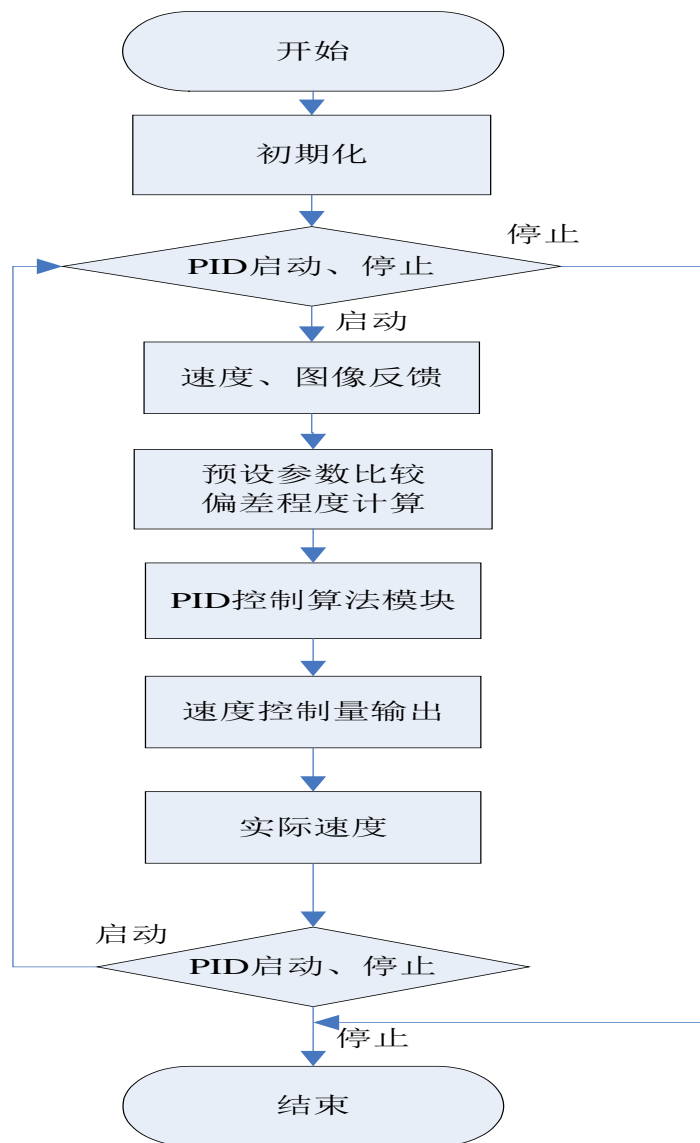 开始
初期化
停止
PID启动、停止
启动
速度、图像反馈
预设参数比较
偏差程度计算
PID控制算法模块
速度控制量输出
实际速度
启动
PID启动、停止
停止
结束